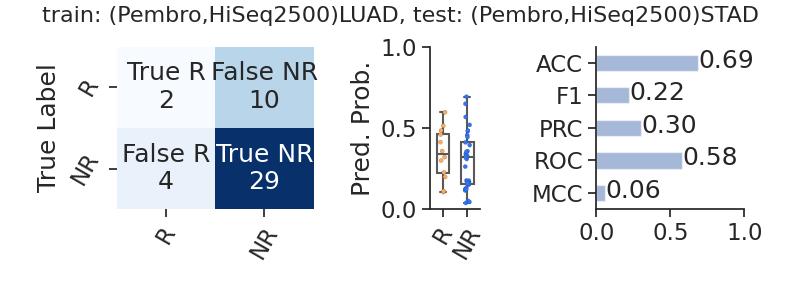 train: (Pembro,HiSeq2500)LUAD, test: (Pembro,HiSeq2500)STAD
True Label
R
NR
True R
2
False NR
10
False R
4
True NR
29
R
NR
Pred. Prob.
1.0
0.5
0.0
R
NR
ACC
0.69
F1
0.22
PRC
0.30
ROC
0.58
MCC
0.06
0.0
0.5
1.0